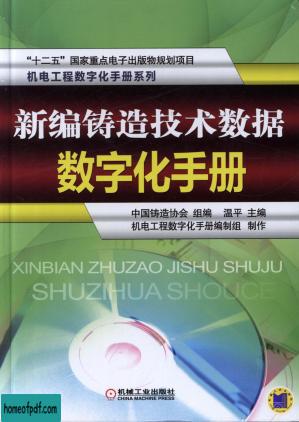 “十二五”国家重点电子出版物规划项目
机电工程数字化手册系列
新编铸造技术数据
数字化手册
中国铸造协会 组编 温平 主编
机电工程数字化手册编制组 制作
XINBIAN ZHUZAO JISHU SHUJU
SHUZIHUA SHOUCE
机械工业出版社
CHINA MACHINE PRESS
homeofpdf.com